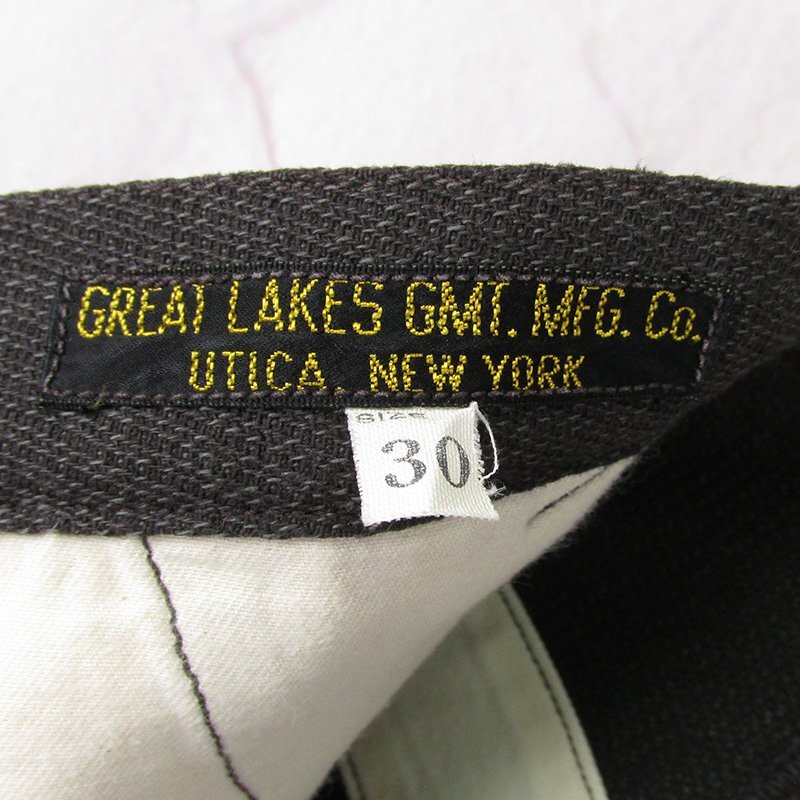 GREAT LAKES GMT. MFG. Co.
UTICA, NEW YORK
SIZE
30